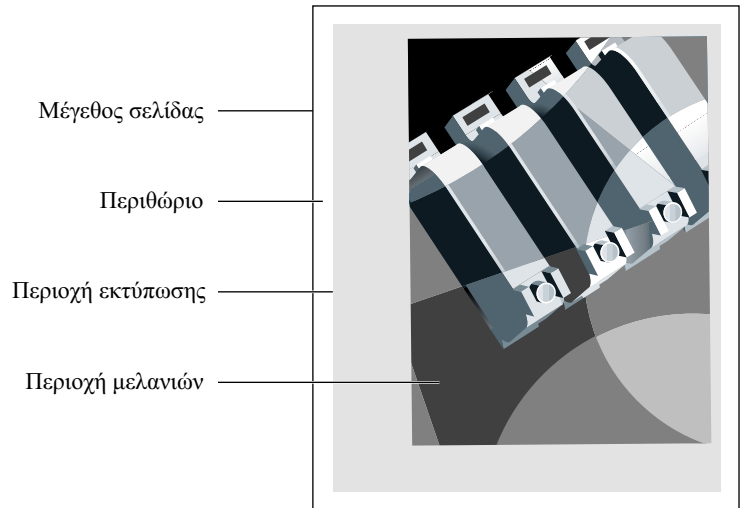 Μέγεθος σελίδας
Περιθώριο
Περιοχή εκτύπωσης
Περιοχή μελανιών